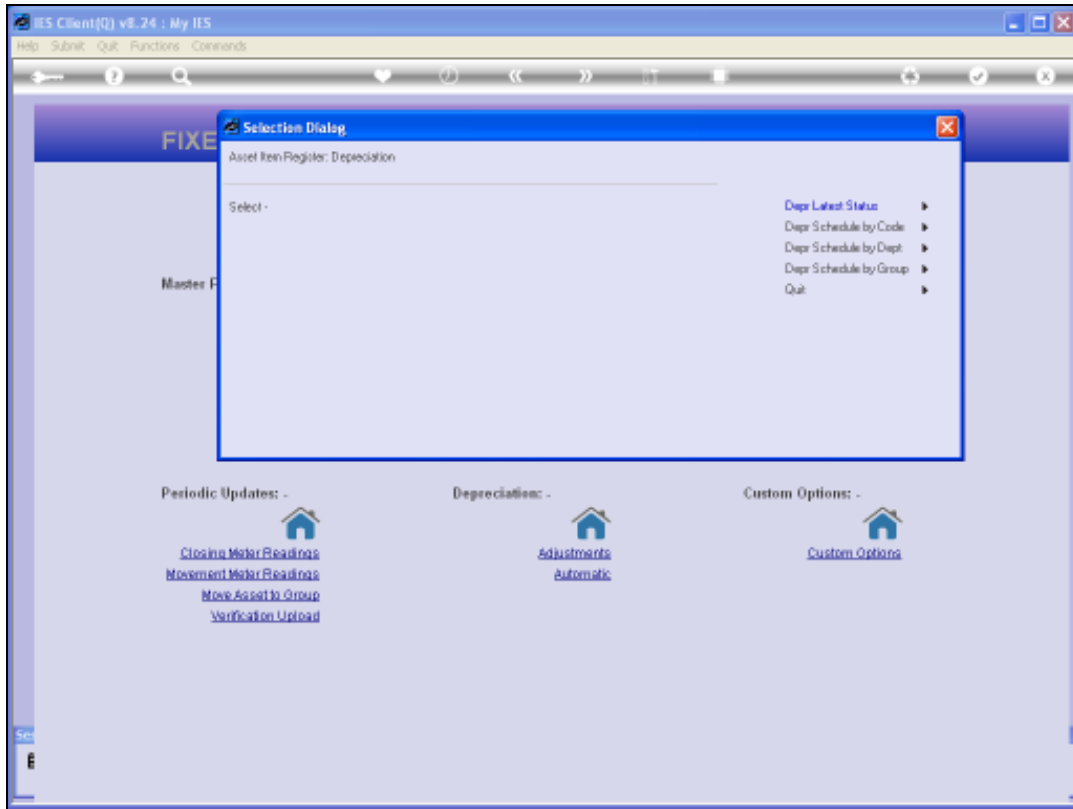 IES Client(Q) v8.24 : My IES
Help Submit Quit Functions Commands
FIXE
Selection Dialog
Asset Item Register: Depreciation
Select -
Depr Latest Status
Depr Schedule by Code
Depr Schedule by Dept
Depr Schedule by Group
Quit
Master F
Periodic Updates: -
Closing Meter Readings
Movement Meter Readings
Move Asset to Group
Verification Upload
Depreciation: -
Adjustments
Automatic
Custom Options: -
Custom Options
Ses